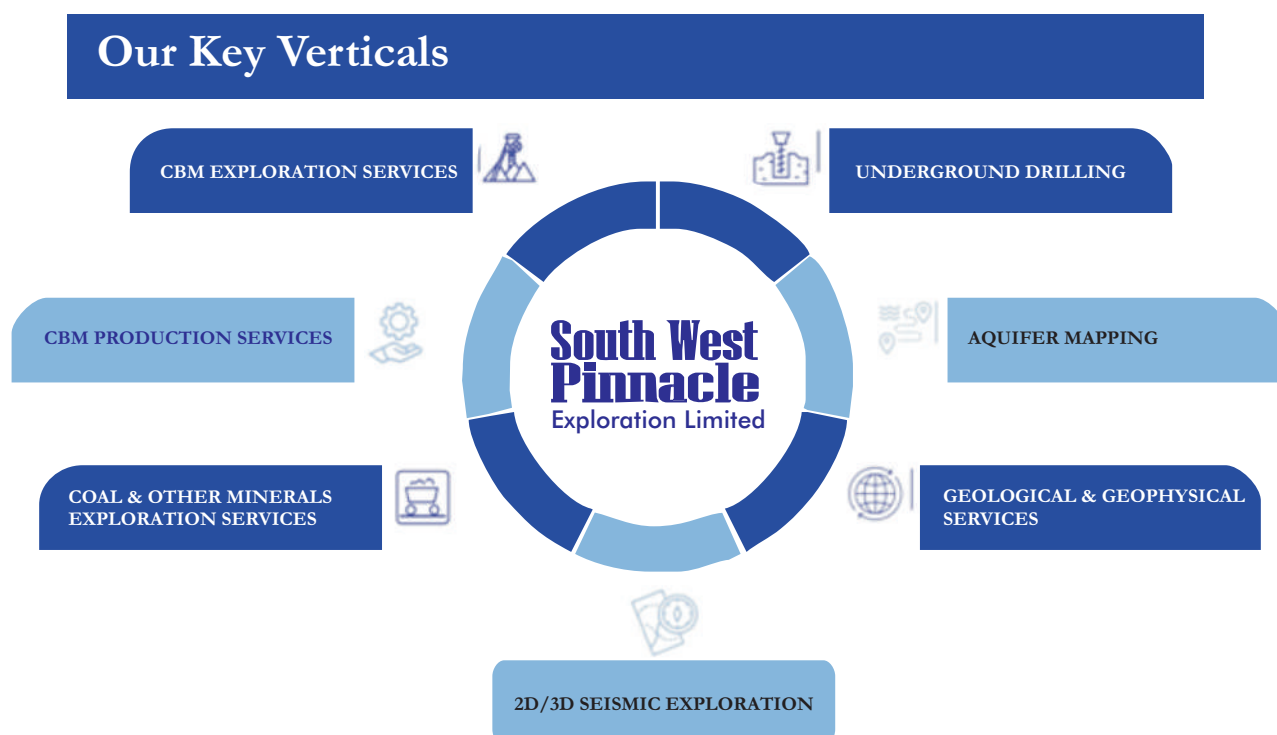 Our Key Verticals
CBM EXPLORATION SERVICES
UNDERGROUND DRILLING
CBM PRODUCTION SERVICES
AQUIFER MAPPING
South West
Pinnacle
Exploration Limited
COAL & OTHER MINERALS
EXPLORATION SERVICES
GEOLOGICAL & GEOPHYSICAL
SERVICES
2D/3D SEISMIC EXPLORATION